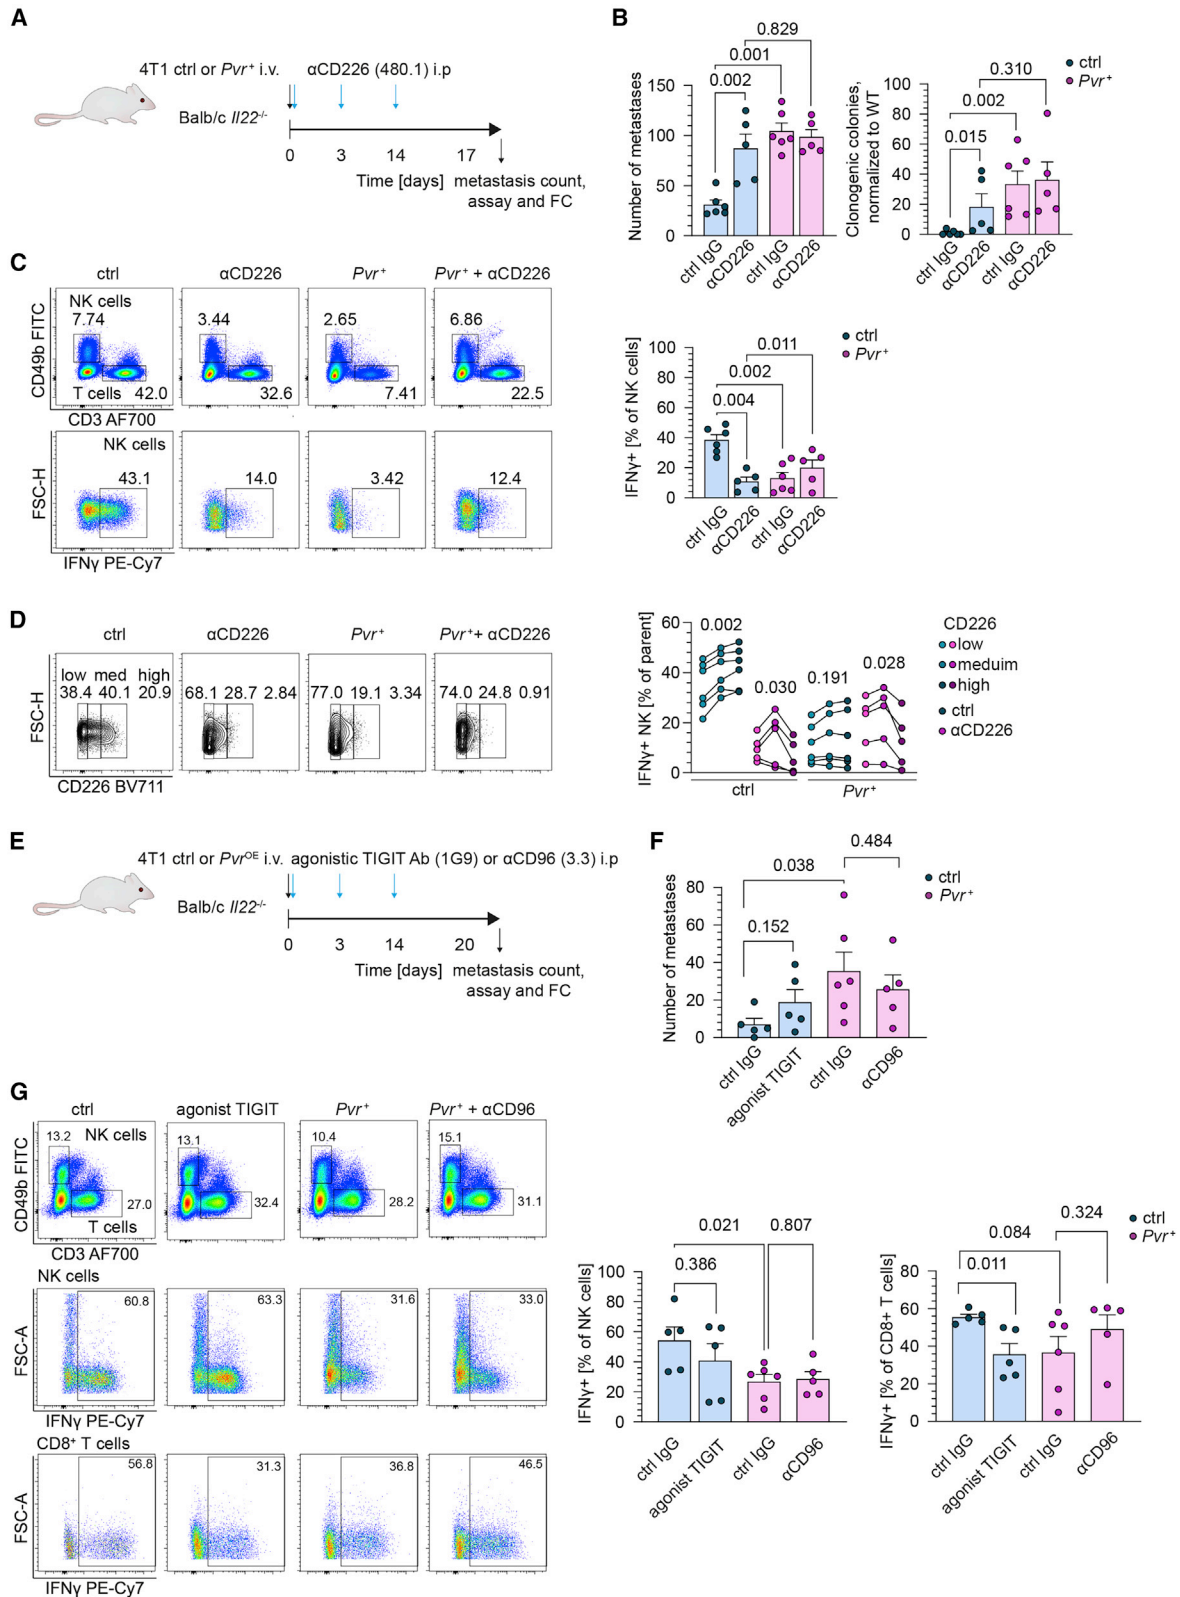 A
4T1 ctrl or Pvr⁺ i.v.
αCD226 (480.1) i.p
Balb/c Il22⁻/⁻
0 3 14 17
Time [days] metastasis count,
assay and FC
B
0.829
0.001
0.002
Number of metastases
150
100
50
0
ctrl IgG αCD226 ctrl IgG αCD226
ctrl
Pvr⁺
0.310
0.002
0.015
Clonogenic colonies,
normalized to WT
100
80
60
40
20
0
ctrl IgG αCD226 ctrl IgG αCD226
C
ctrl αCD226 Pvr⁺ Pvr⁺ + αCD226
CD49b FITC
NK cells
7.74 3.44 2.65 6.86
T cells 42.0 32.6 7.41 22.5
CD3 AF700
FSC-H
NK cells
43.1 14.0 3.42 12.4
IFNγ PE-Cy7
ctrl
Pvr⁺
0.011
0.002
0.004
IFNγ+ [% of NK cells]
100
80
60
40
20
0
ctrl IgG αCD226 ctrl IgG αCD226
D
ctrl αCD226 Pvr⁺ Pvr⁺+ αCD226
FSC-H
low med high
38.4 40.1 20.9 68.1 28.7 2.84 77.0 19.1 3.34 74.0 24.8 0.91
CD226 BV711
IFNγ+ NK [% of parent]
60
40
20
0
0.002
0.030
0.191
0.028
ctrl Pvr⁺
CD226
low
meduim
high
ctrl
αCD226
E
4T1 ctrl or Pvrᴼᴱ i.v. agonistic TIGIT Ab (1G9) or αCD96 (3.3) i.p
Balb/c Il22⁻/⁻
0 3 14 20
Time [days] metastasis count,
assay and FC
F
0.484
0.038
0.152
ctrl
Pvr⁺
Number of metastases
80
60
40
20
0
ctrl IgG agonist TIGIT ctrl IgG αCD96
G
ctrl agonist TIGIT Pvr⁺ Pvr⁺ + αCD96
CD49b FITC
13.2 NK cells 13.1 10.4 15.1
27.0 32.4 28.2 31.1
T cells
CD3 AF700
NK cells
FSC-A
60.8 63.3 31.6 33.0
IFNγ PE-Cy7
CD8⁺ T cells
FSC-A
56.8 31.3 36.8 46.5
IFNγ PE-Cy7
0.021 0.807
0.386
IFNγ+ [% of NK cells]
100
80
60
40
20
0
ctrl IgG agonist TIGIT ctrl IgG αCD96
0.324
0.084
0.011
ctrl
Pvr⁺
IFNγ+ [% of CD8+ T cells]
80
60
40
20
0
ctrl IgG agonist TIGIT ctrl IgG αCD96